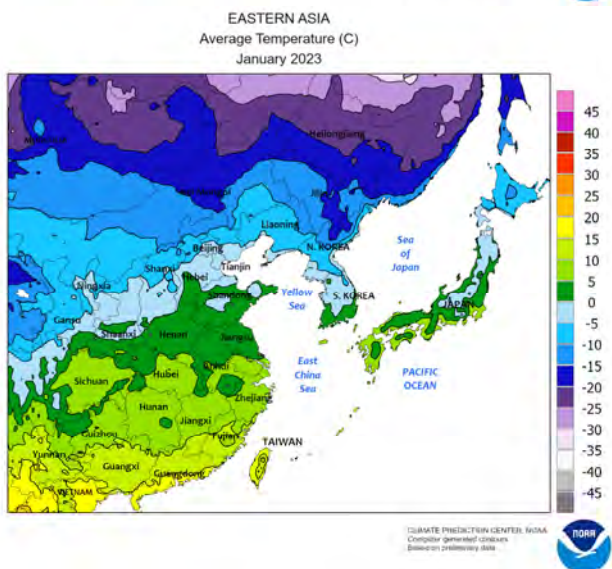 EASTERN ASIA
Average Temperature (C)
January 2023
Heilongjiang
Jilin
Liaoning
Beijing
N. KOREA
Sea
of
Japan
Tianjin
Shanxi
Hebei
Ningxia
Yellow
Sea
S. KOREA
JAPAN
Shandong
Gansu
Shaanxi
Henan
Jiangsu
East
China
Sea
PACIFIC
OCEAN
Anhui
Hubei
Sichuan
Zhejiang
Hunan
Jiangxi
Guizhou
Fujian
TAIWAN
Yunnan
Guangxi
Guangdong
VIETNAM
45
40
35
30
25
20
15
10
5
0
-5
-10
-15
-20
-25
-30
-35
-40
-45
CLIMATE PREDICTION CENTER, NOAA
Computer generated contours
Based on preliminary data
NOAA